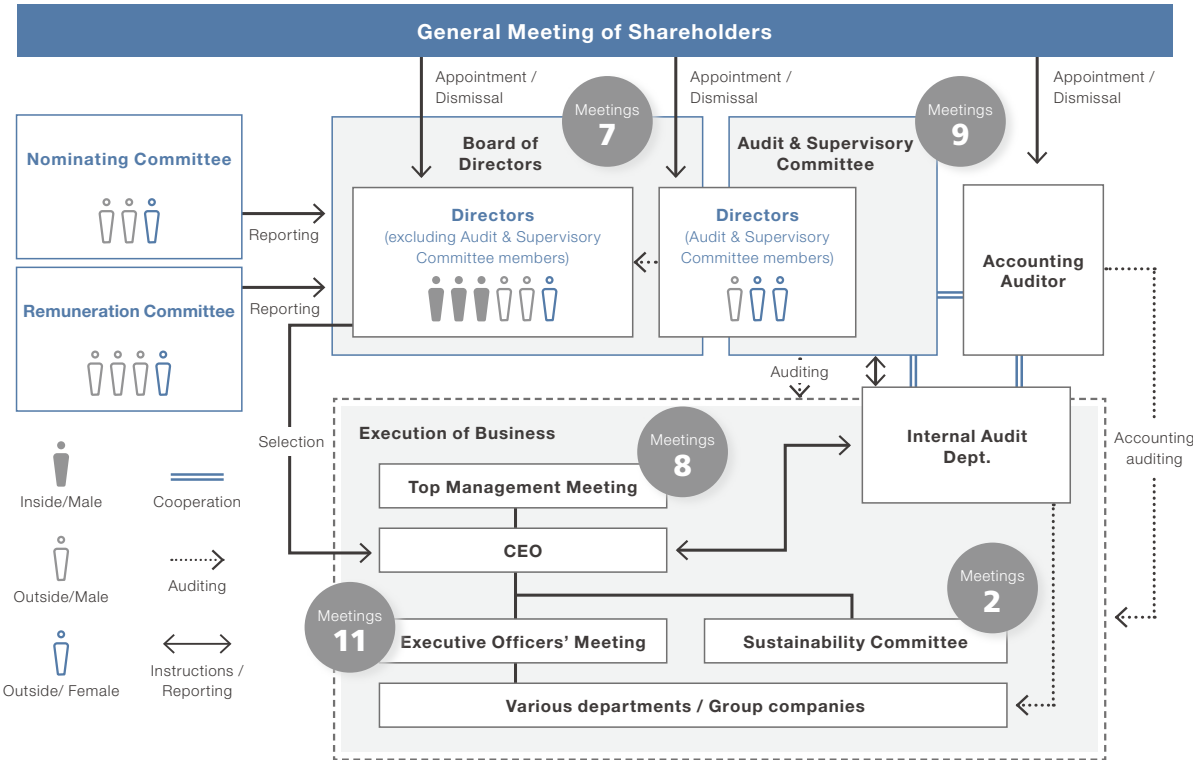 General Meeting of Shareholders
Appointment /
Dismissal
Appointment /
Dismissal
Appointment /
Dismissal
Meetings
7
Meetings
9
Nominating Committee
Reporting
Remuneration Committee
Reporting
Board of
Directors
Directors
(excluding Audit & Supervisory
Committee members)
Audit & Supervisory
Committee
Directors
(Audit & Supervisory
Committee members)
Accounting
Auditor
Auditing
Selection
Execution of Business
Meetings
8
Top Management Meeting
CEO
Internal Audit
Dept.
Accounting
auditing
Meetings
11
Executive Officers’ Meeting
Meetings
2
Sustainability Committee
Various departments / Group companies
Inside/Male
Cooperation
Outside/Male
Auditing
Outside/ Female
Instructions /
Reporting